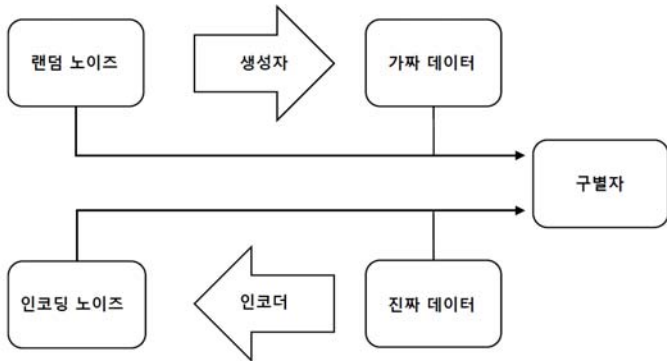 랜덤 노이즈
생성자
가짜 데이터
구별자
인코딩 노이즈
인코더
진짜 데이터